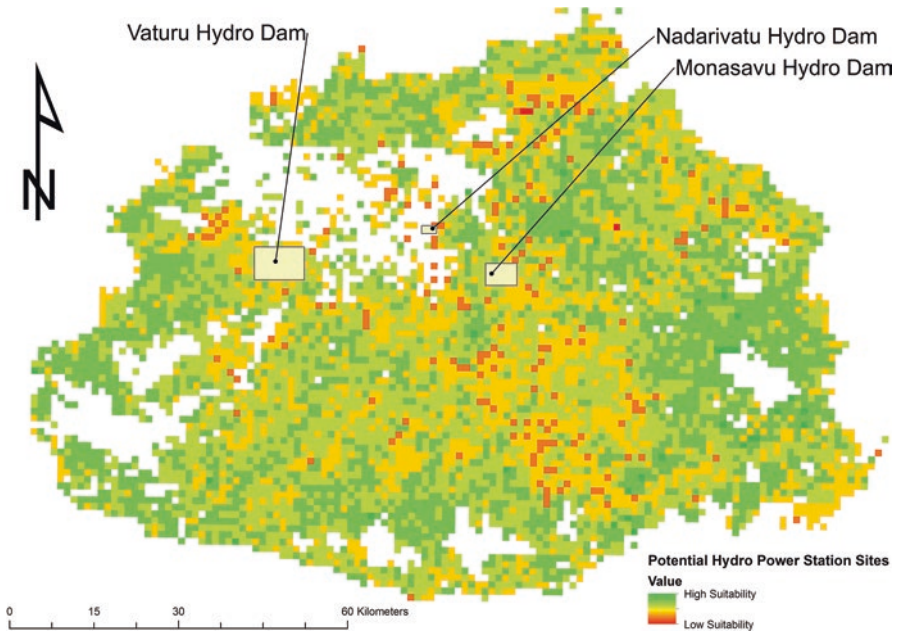 Vaturu Hydro Dam
Nadarivatu Hydro Dam
Monasavu Hydro Dam
N
Potential Hydro Power Station Sites
Value
High Suitability
Low Suitability
0 15 30 60 Kilometers